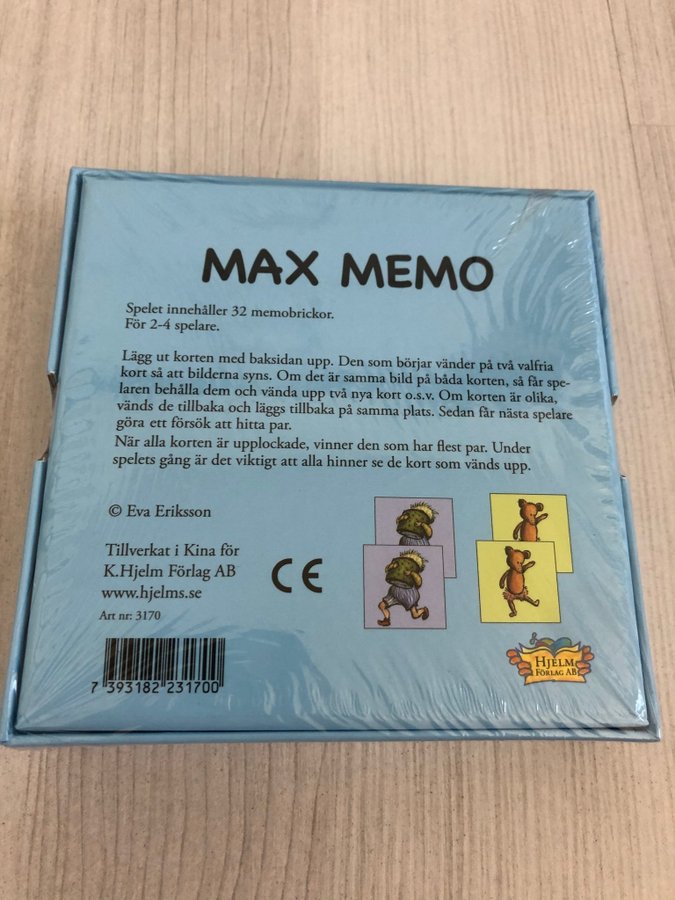 MAX MEMO
Spelet innehåller 32 memobrickor.
För 2-4 spelare.
Lägg ut korten med baksidan upp. Den som börjar vänder på två valfria
kort så att bilderna syns. Om det är samma bild på båda korten, så får spe-
laren behålla dem och vända upp två nya kort o.s.v. Om korten är olika,
vänds de tillbaka och läggs tillbaka på samma plats. Sedan får nästa spelare
göra ett försök att hitta par.
När alla korten är upplockade, vinner den som har flest par. Under
spelets gång är det viktigt att alla hinner se de kort som vänds upp.
© Eva Eriksson
Tillverkat i Kina för
K.Hjelm Förlag AB
www.hjelms.se
Art nr: 3170
CE
7 393182 231700
HJELM
FÖRLAG AB